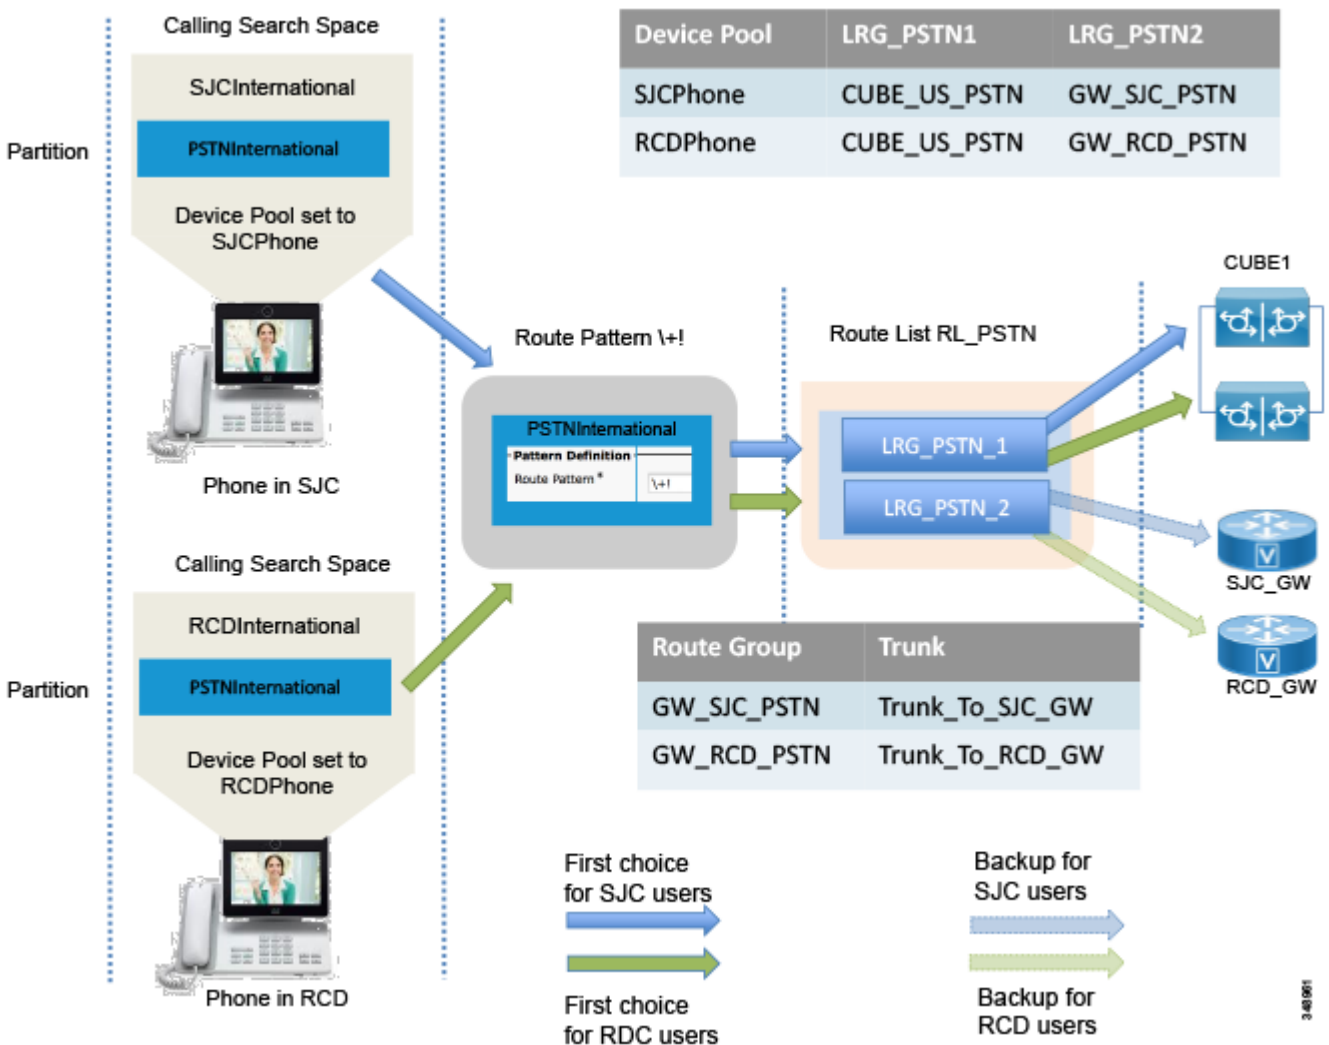 Calling Search Space
SJCInternational
Partition
PSTNInternational
Device Pool set to
SJCPhone
Phone in SJC
Calling Search Space
RCDInternational
Partition
PSTNInternational
Device Pool set to
RCDPhone
Phone in RCD
Device Pool LRG_PSTN1 LRG_PSTN2
SJCPhone CUBE_US_PSTN GW_SJC_PSTN
RCDPhone CUBE_US_PSTN GW_RCD_PSTN
Route Pattern \+!
PSTNInternational
Pattern Definition
Route Pattern * \+!
Route List RL_PSTN
LRG_PSTN_1
LRG_PSTN_2
CUBE1
V
SJC_GW
V
RCD_GW
Route Group Trunk
GW_SJC_PSTN Trunk_To_SJC_GW
GW_RCD_PSTN Trunk_To_RCD_GW
First choice
for SJC users
First choice
for RDC users
Backup for
SJC users
Backup for
RCD users
348961